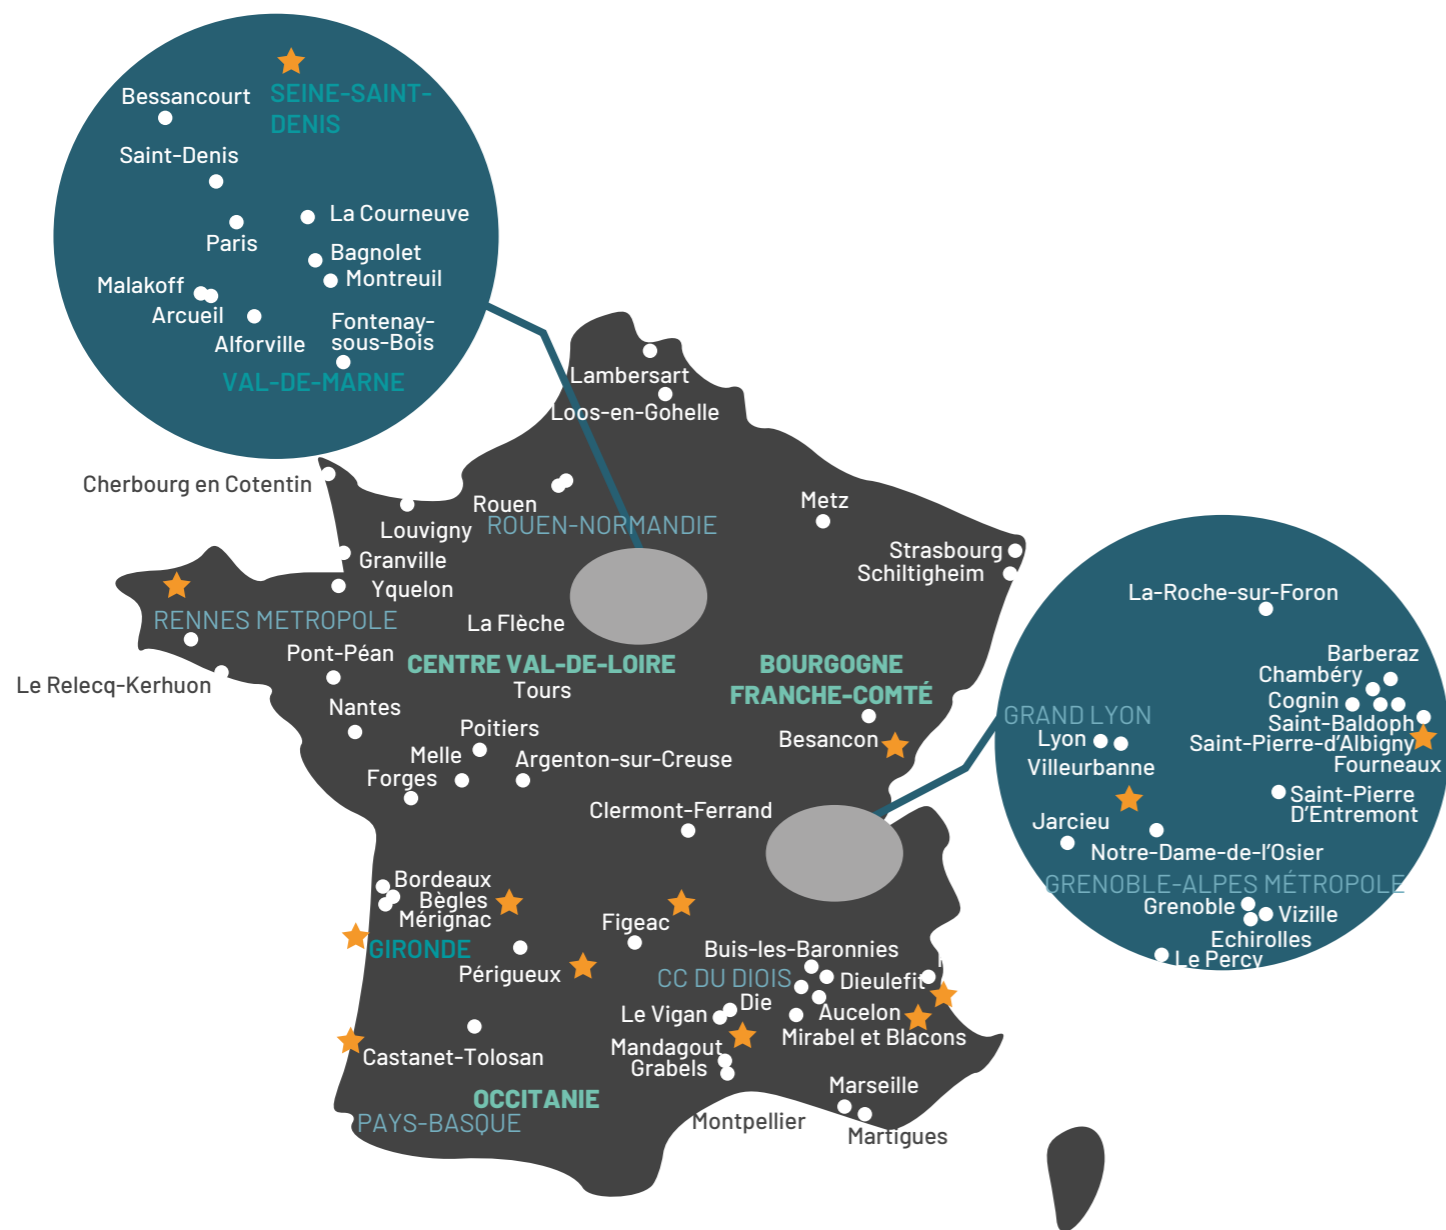 Bessancourt
SEINE-SAINT-
DENIS
Saint-Denis
La Courneuve
Paris
Bagnolet
Montreuil
Malakoff
Arcueil
Fontenay-
sous-Bois
Alforville
VAL-DE-MARNE
Lambersart
Loos-en-Gohelle
Cherbourg en Cotentin
Rouen
ROUEN-NORMANDIE
Louvigny
Granville
Yquelon
Metz
Strasbourg
Schiltigheim
RENNES METROPOLE
La Flèche
Pont-Péan
Le Relecq-Kerhuon
CENTRE VAL-DE-LOIRE
Tours
BOURGOGNE
FRANCHE-COMTÉ
Nantes
Poitiers
Besancon
Melle
Argenton-sur-Creuse
Forges
Clermont-Ferrand
La-Roche-sur-Foron
Barberaz
Chambéry
Cognin
GRAND LYON
Saint-Baldoph
Lyon
Saint-Pierre-d'Albigny
Villeurbanne
Fourneaux
Saint-Pierre
D'Entremont
Jarcieu
Notre-Dame-de-l'Osier
GRENOBLE-ALPES MÉTROPOLE
Grenoble
Vizille
Echirolles
Le Percy
Bordeaux
Bègles
Mérignac
GIRONDE
Figeac
Périgueux
Buis-les-Baronnies
CC DU DIOIS
Dieulefit
Die
Le Vigan
Aucelon
Mirabel et Blacons
Mandagout
Grabels
Castanet-Tolosan
OCCITANIE
PAYS-BASQUE
Marseille
Montpellier
Martigues